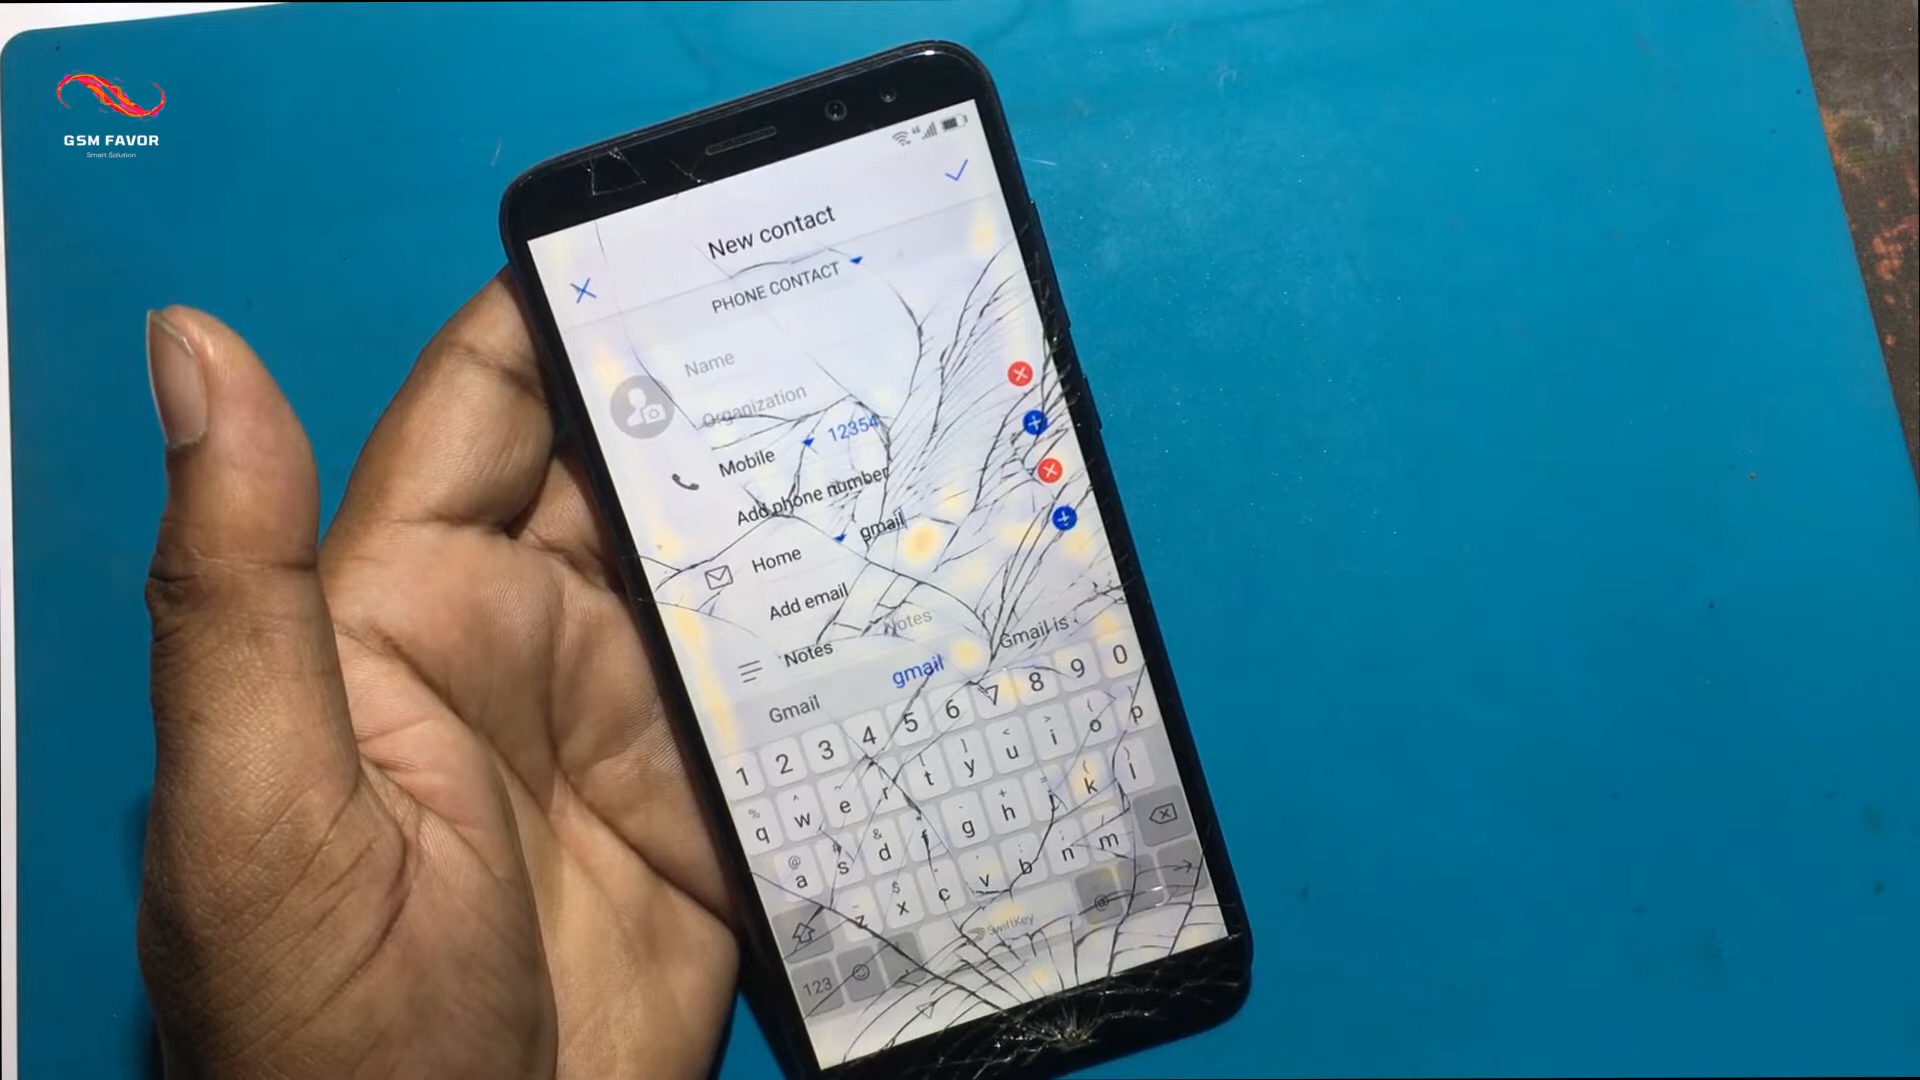 GSM FAVOR
Smart Solution
4G
New contact
PHONE CONTACT
Name
Organization
Mobile 12354
Add phone number
Home gmail
Add email
Notes Notes
Gmail gmail Gmail is
1 2 3 4 5 6 7 8 9 0
q w e r t y u i o p
a s d f g h j k l
z x c v b n m
123 , SwiftKey @